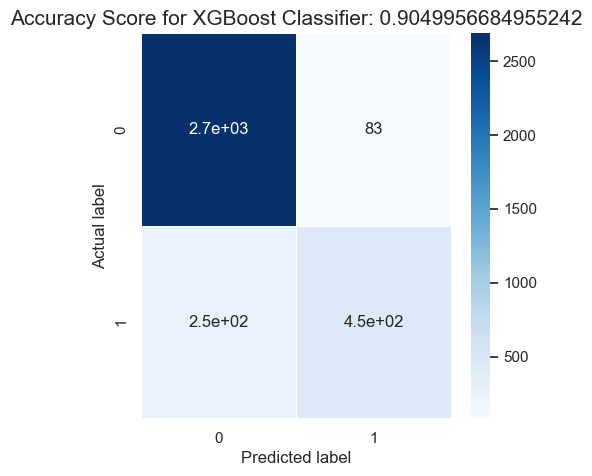 Accuracy Score for XGBoost Classifier: 0.9049956684955242
Actual label
0
1
2.7e+03
83
2.5e+02
4.5e+02
0
1
Predicted label
2500
2000
1500
1000
500